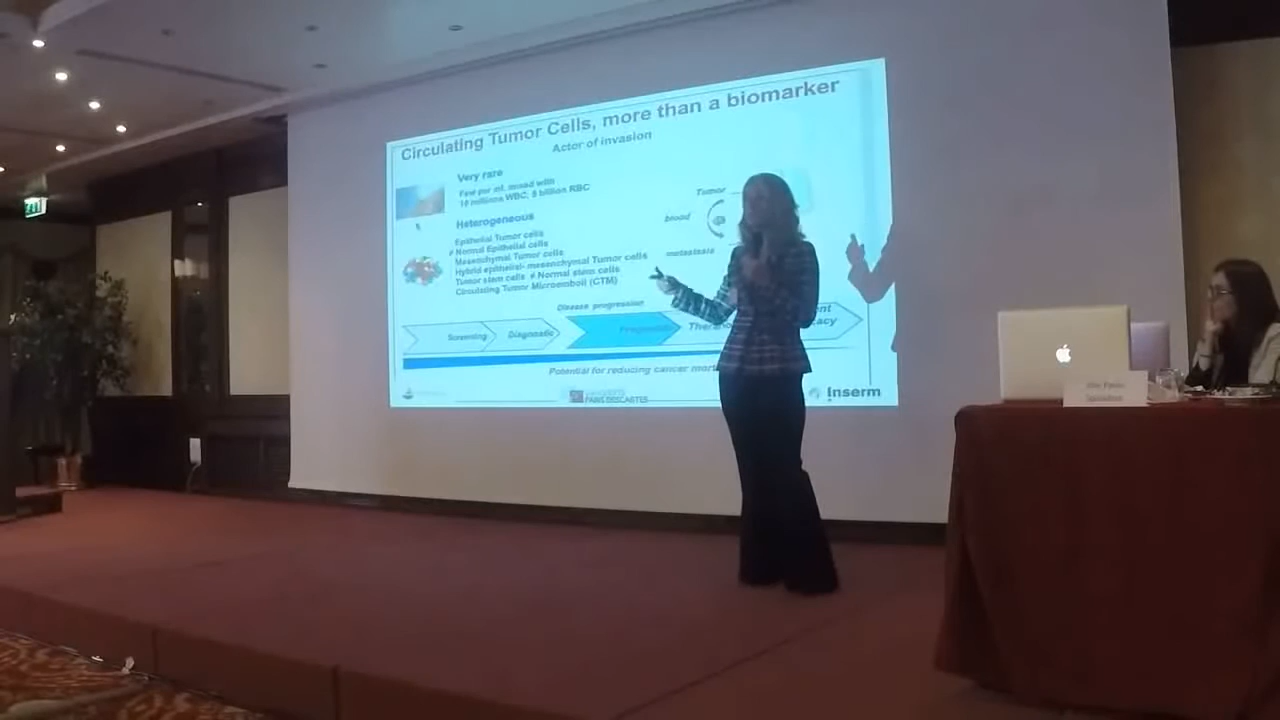 Circulating Tumor Cells, more than a biomarker
Actor of invasion
Very rare
Few per mL mixed with
10 millions WBC, 5 billion RBC
Heterogeneous
Epithelial Tumor cells
≠ Normal Epithelial cells
Mesenchymal Tumor cells
Hybrid epithelial- mesenchymal Tumor cells
Tumor stem cells ≠ Normal stem cells
Circulating Tumor Microemboli (CTM)
Tumor
blood
metastasis
Disease progression
Screening
Diagnostic
Potential for reducing cancer mort
PARIS DESCARTES
Inserm